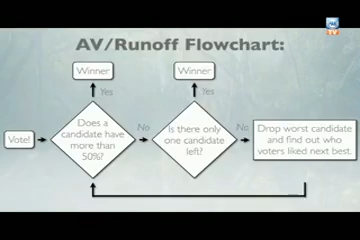 AV/Runoff Flowchart:
Winner
Winner
Yes
Yes
Vote!
Does a
candidate have
more than
50%?
No
Is there only
one candidate
left?
No
Drop worst candidate
and find out who
voters liked next best.
TV